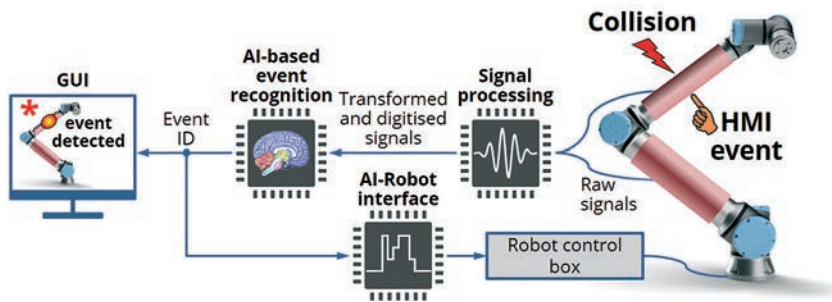 GUI
event
detected
Event
ID
AI-based
event
recognition
Transformed
and digitised
signals
Signal
processing
Raw
signals
Collision
HMI
event
AI-Robot
interface
Robot control
box